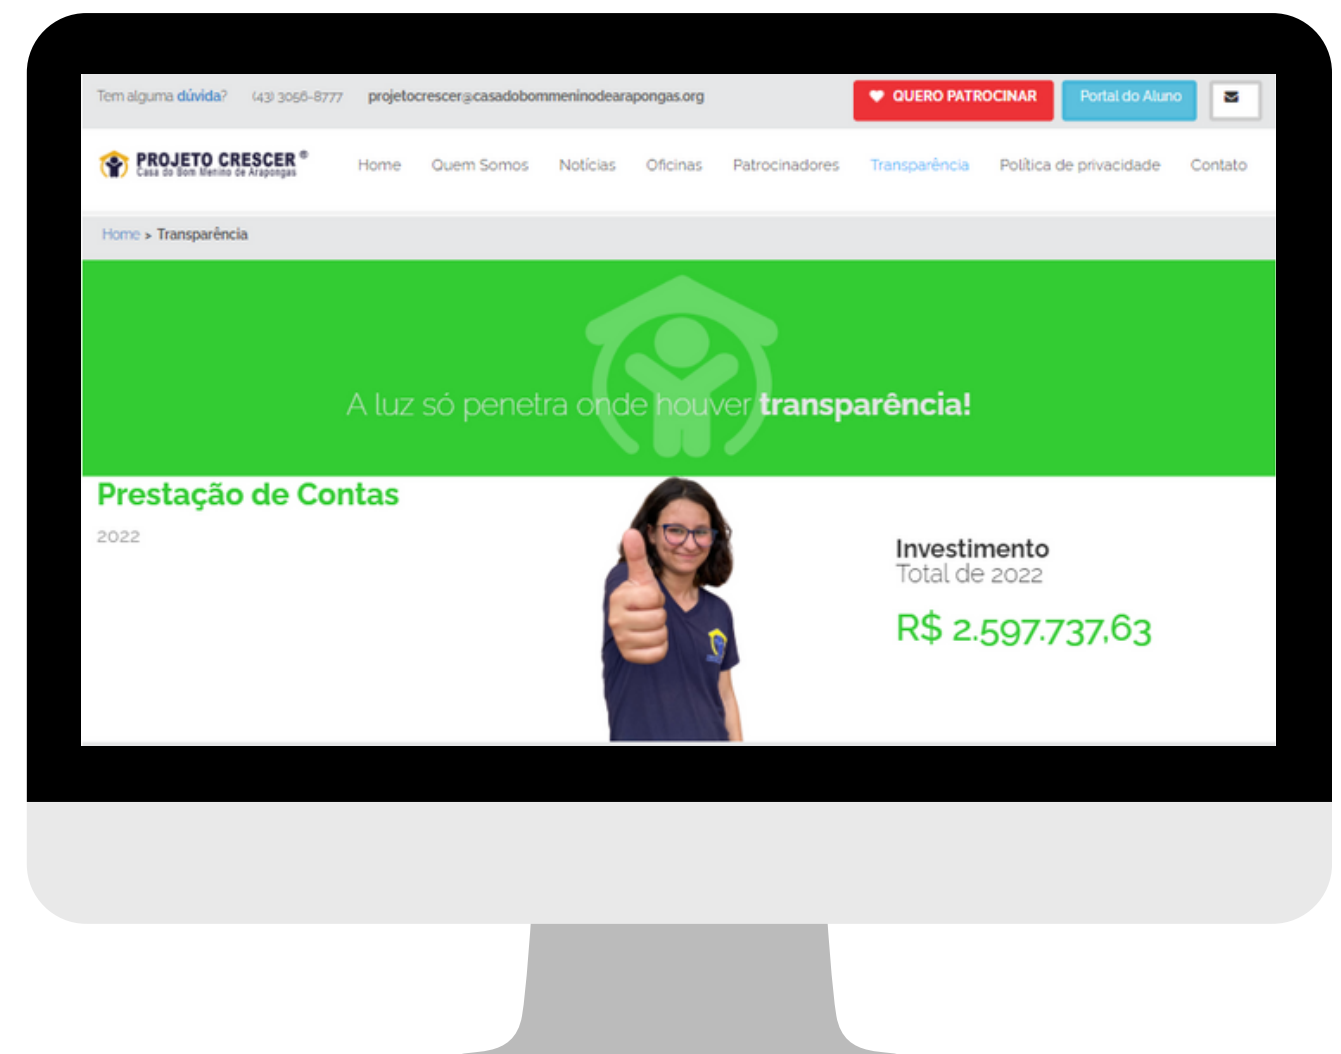 Tem alguma dúvida? (43) 3056-8777 projetocrescer@casadobommeninodearapongas.org QUERO PATROCINAR Portal do Aluno
PROJETO CRESCER ®
Casa do Bom Menino de Arapongas
Home Quem Somos Notícias Oficinas Patrocinadores Transparência Política de privacidade Contato
Home > Transparência
A luz só penetra onde houver transparência!
Prestação de Contas
2022
Investimento
Total de 2022
R$ 2.597.737,63